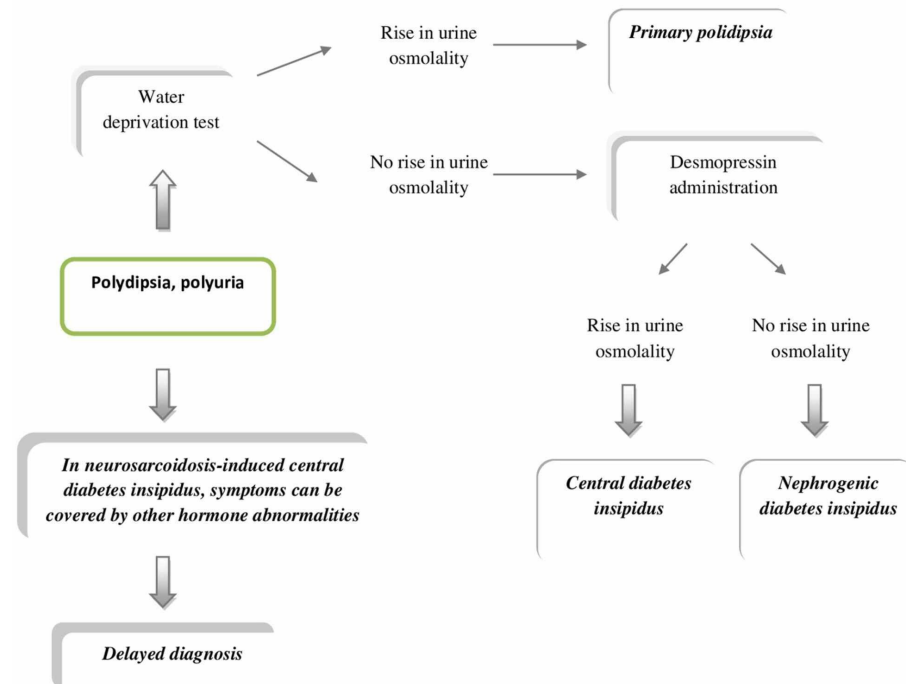 Rise in urine
osmolality
Primary polidipsia
Water
deprivation test
No rise in urine
osmolality
Desmopressin
administration
Polydipsia, polyuria
Rise in urine
osmolality
No rise in urine
osmolality
In neurosarcoidosis-induced central
diabetes insipidus, symptoms can be
covered by other hormone abnormalities
Central diabetes
insipidus
Nephrogenic
diabetes insipidus
Delayed diagnosis